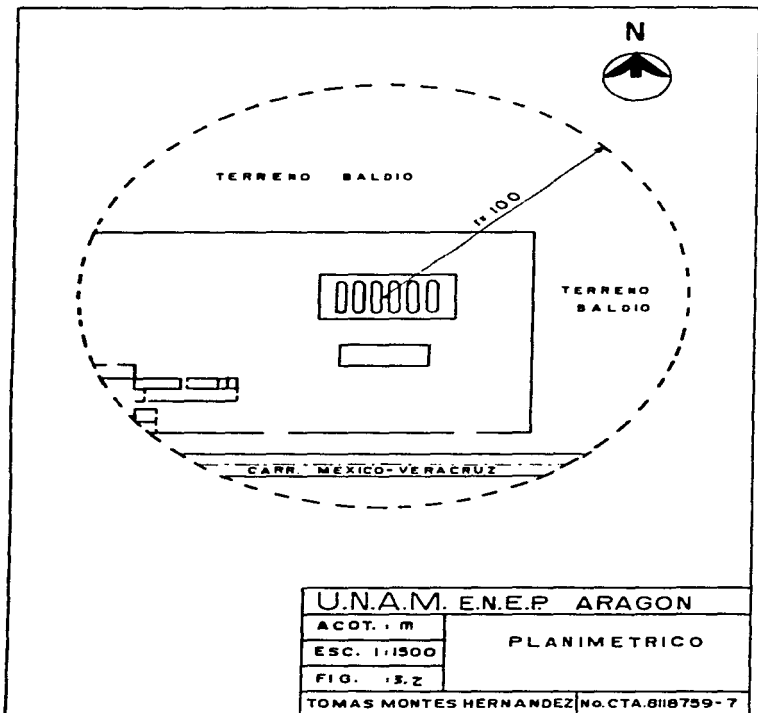 N
TERRENO BALDIO
r=100
TERRENO
BALDIO
CARR. MEXICO-VERACRUZ
U.N.A.M. E.N.E.P. ARAGON
ACOT. : m
PLANIMETRICO
ESC. 1:1500
FIG. :3.2
TOMAS MONTES HERNANDEZ No.CTA.8118759-7